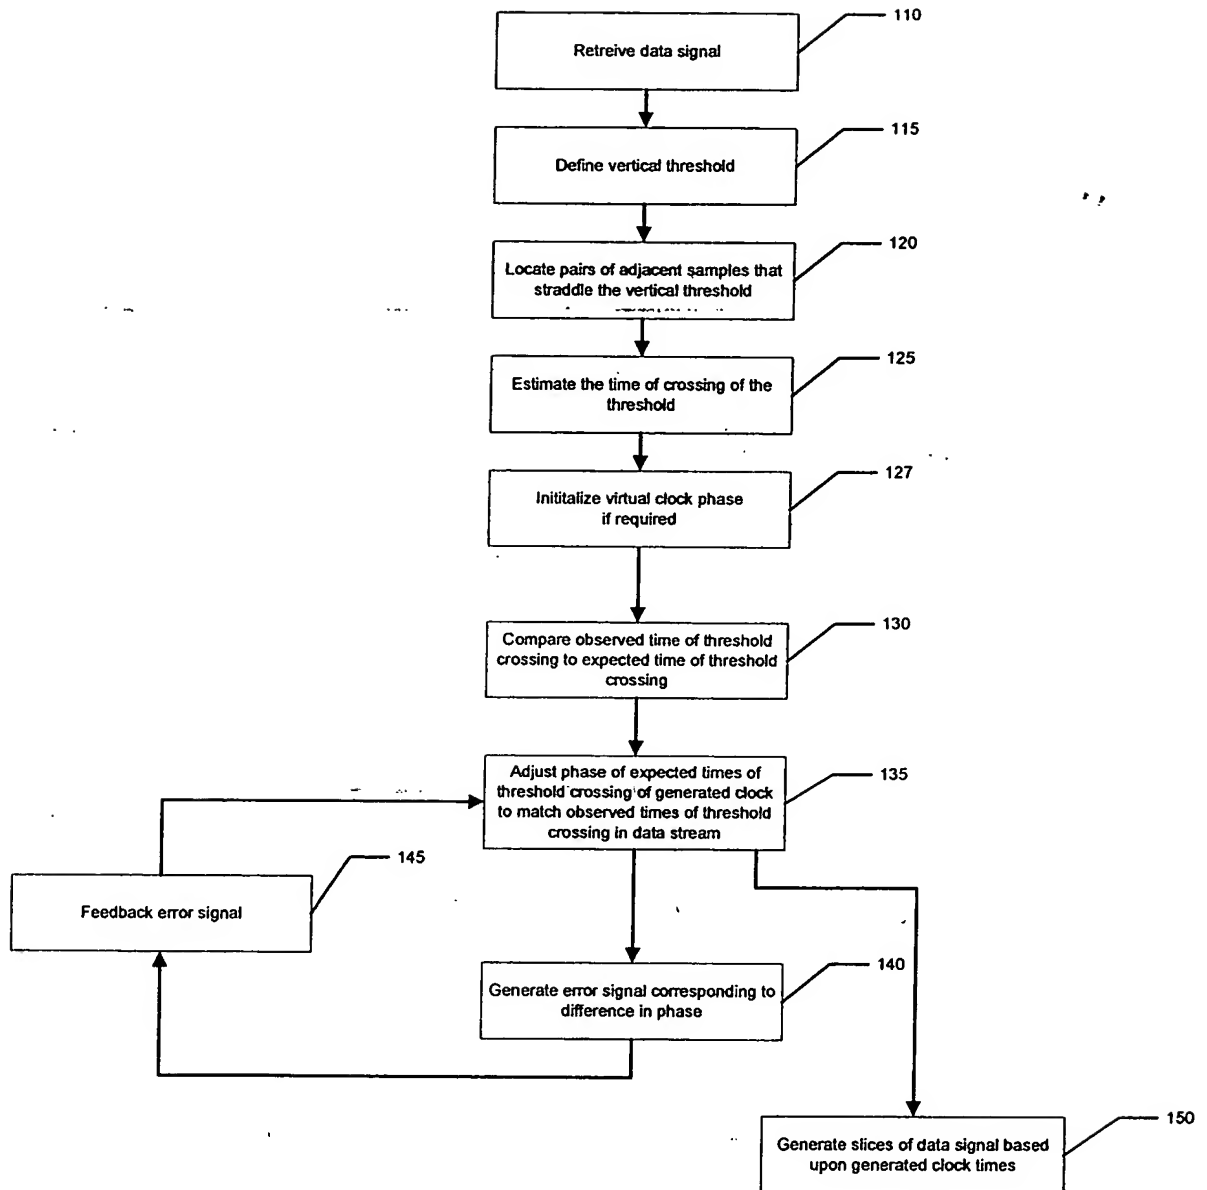 110
Retreive data signal
115
Define vertical threshold
120
Locate pairs of adjacent samples that
straddle the vertical threshold
125
Estimate the time of crossing of the
threshold
127
Inititalize virtual clock phase
if required
130
Compare observed time of threshold
crossing to expected time of threshold
crossing
135
Adjust phase of expected times of
threshold crossing of generated clock
to match observed times of threshold
crossing in data stream
145
Feedback error signal
140
Generate error signal corresponding to
difference in phase
150
Generate slices of data signal based
upon generated clock times